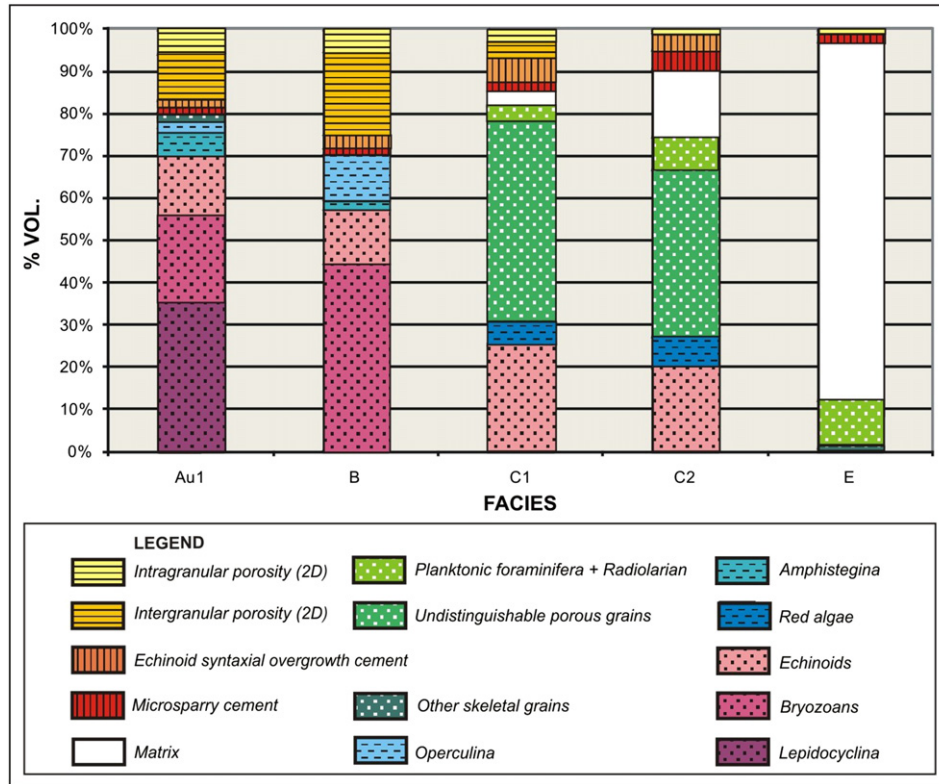 100%
90%
80%
70%
60%
50%
40%
30%
20%
10%
0%
% VOL.
Au1 B C1 C2 E
FACIES
LEGEND
Intragranular porosity (2D)
Intergranular porosity (2D)
Echinoid syntaxial overgrowth cement
Microsparry cement
Matrix
Planktonic foraminifera + Radiolarian
Undistinguishable porous grains
Other skeletal grains
Operculina
Amphistegina
Red algae
Echinoids
Bryozoans
Lepidocyclina